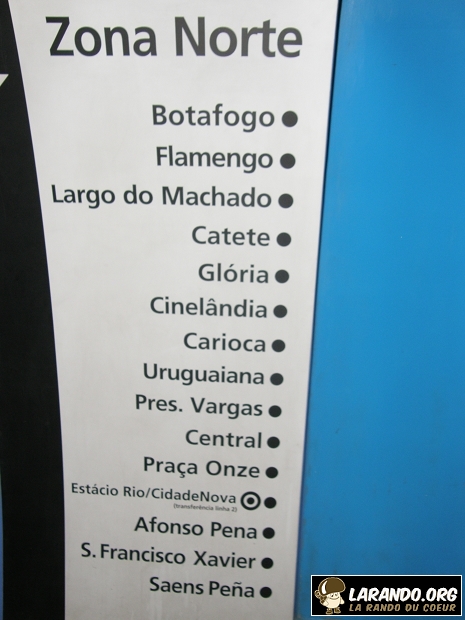 Zona Norte
Botafogo
Flamengo
Largo do Machado
Catete
Glória
Cinelândia
Carioca
Uruguaiana
Pres. Vargas
Central
Praça Onze
Estácio Rio/CidadeNova
(transferência linha 2)
Afonso Pena
S. Francisco Xavier
Saens Peña
LARANDO.ORG
LA RANDO DU COEUR